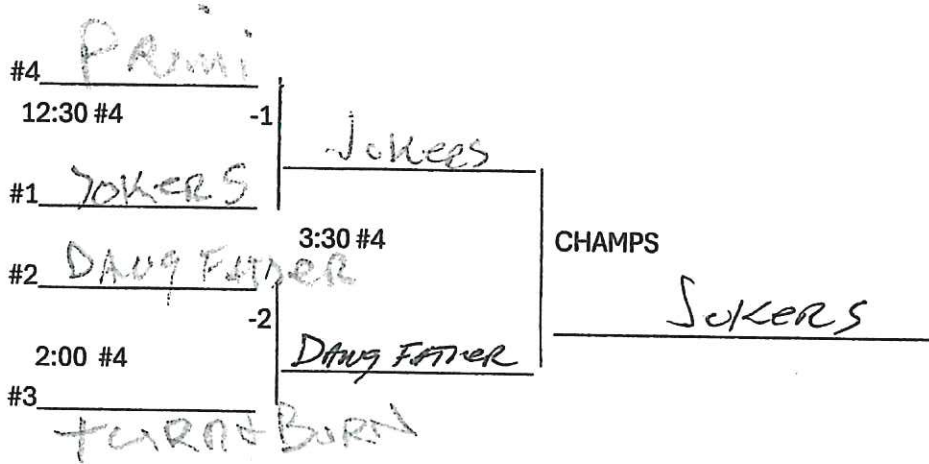 #4 Primi
12:30 #4 -1
Jokers
#1 JOKERS
3:30 #4 CHAMPS
#2 DAWG FATHER
-2 JOKERS
2:00 #4 DAWG FATHER
#3
TURN & BURN